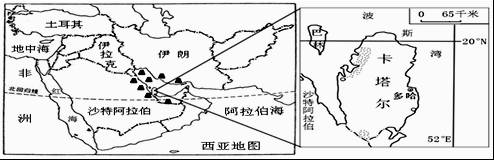 土耳其
地中海
伊拉克
伊朗
非洲
北回归线
红海
沙特阿拉伯
阿拉伯海
西亚地图
0 65千米
波斯湾
巴林
20°N
卡塔尔
多哈
沙特阿拉伯
52°E